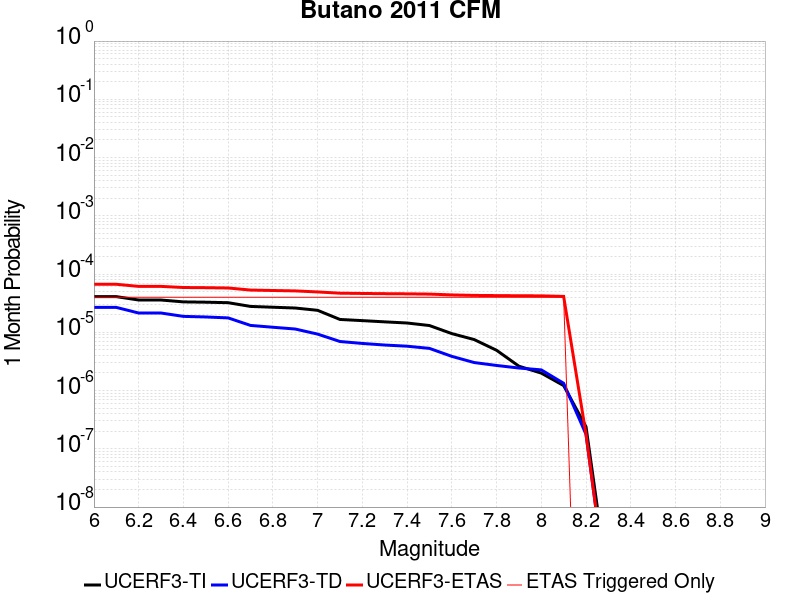 Butano 2011 CFM
1 Month Probability
10^0
10^-1
10^-2
10^-3
10^-4
10^-5
10^-6
10^-7
10^-8
6 6.2 6.4 6.6 6.8 7 7.2 7.4 7.6 7.8 8 8.2 8.4 8.6 8.8 9
Magnitude
UCERF3-TI UCERF3-TD UCERF3-ETAS ETAS Triggered Only